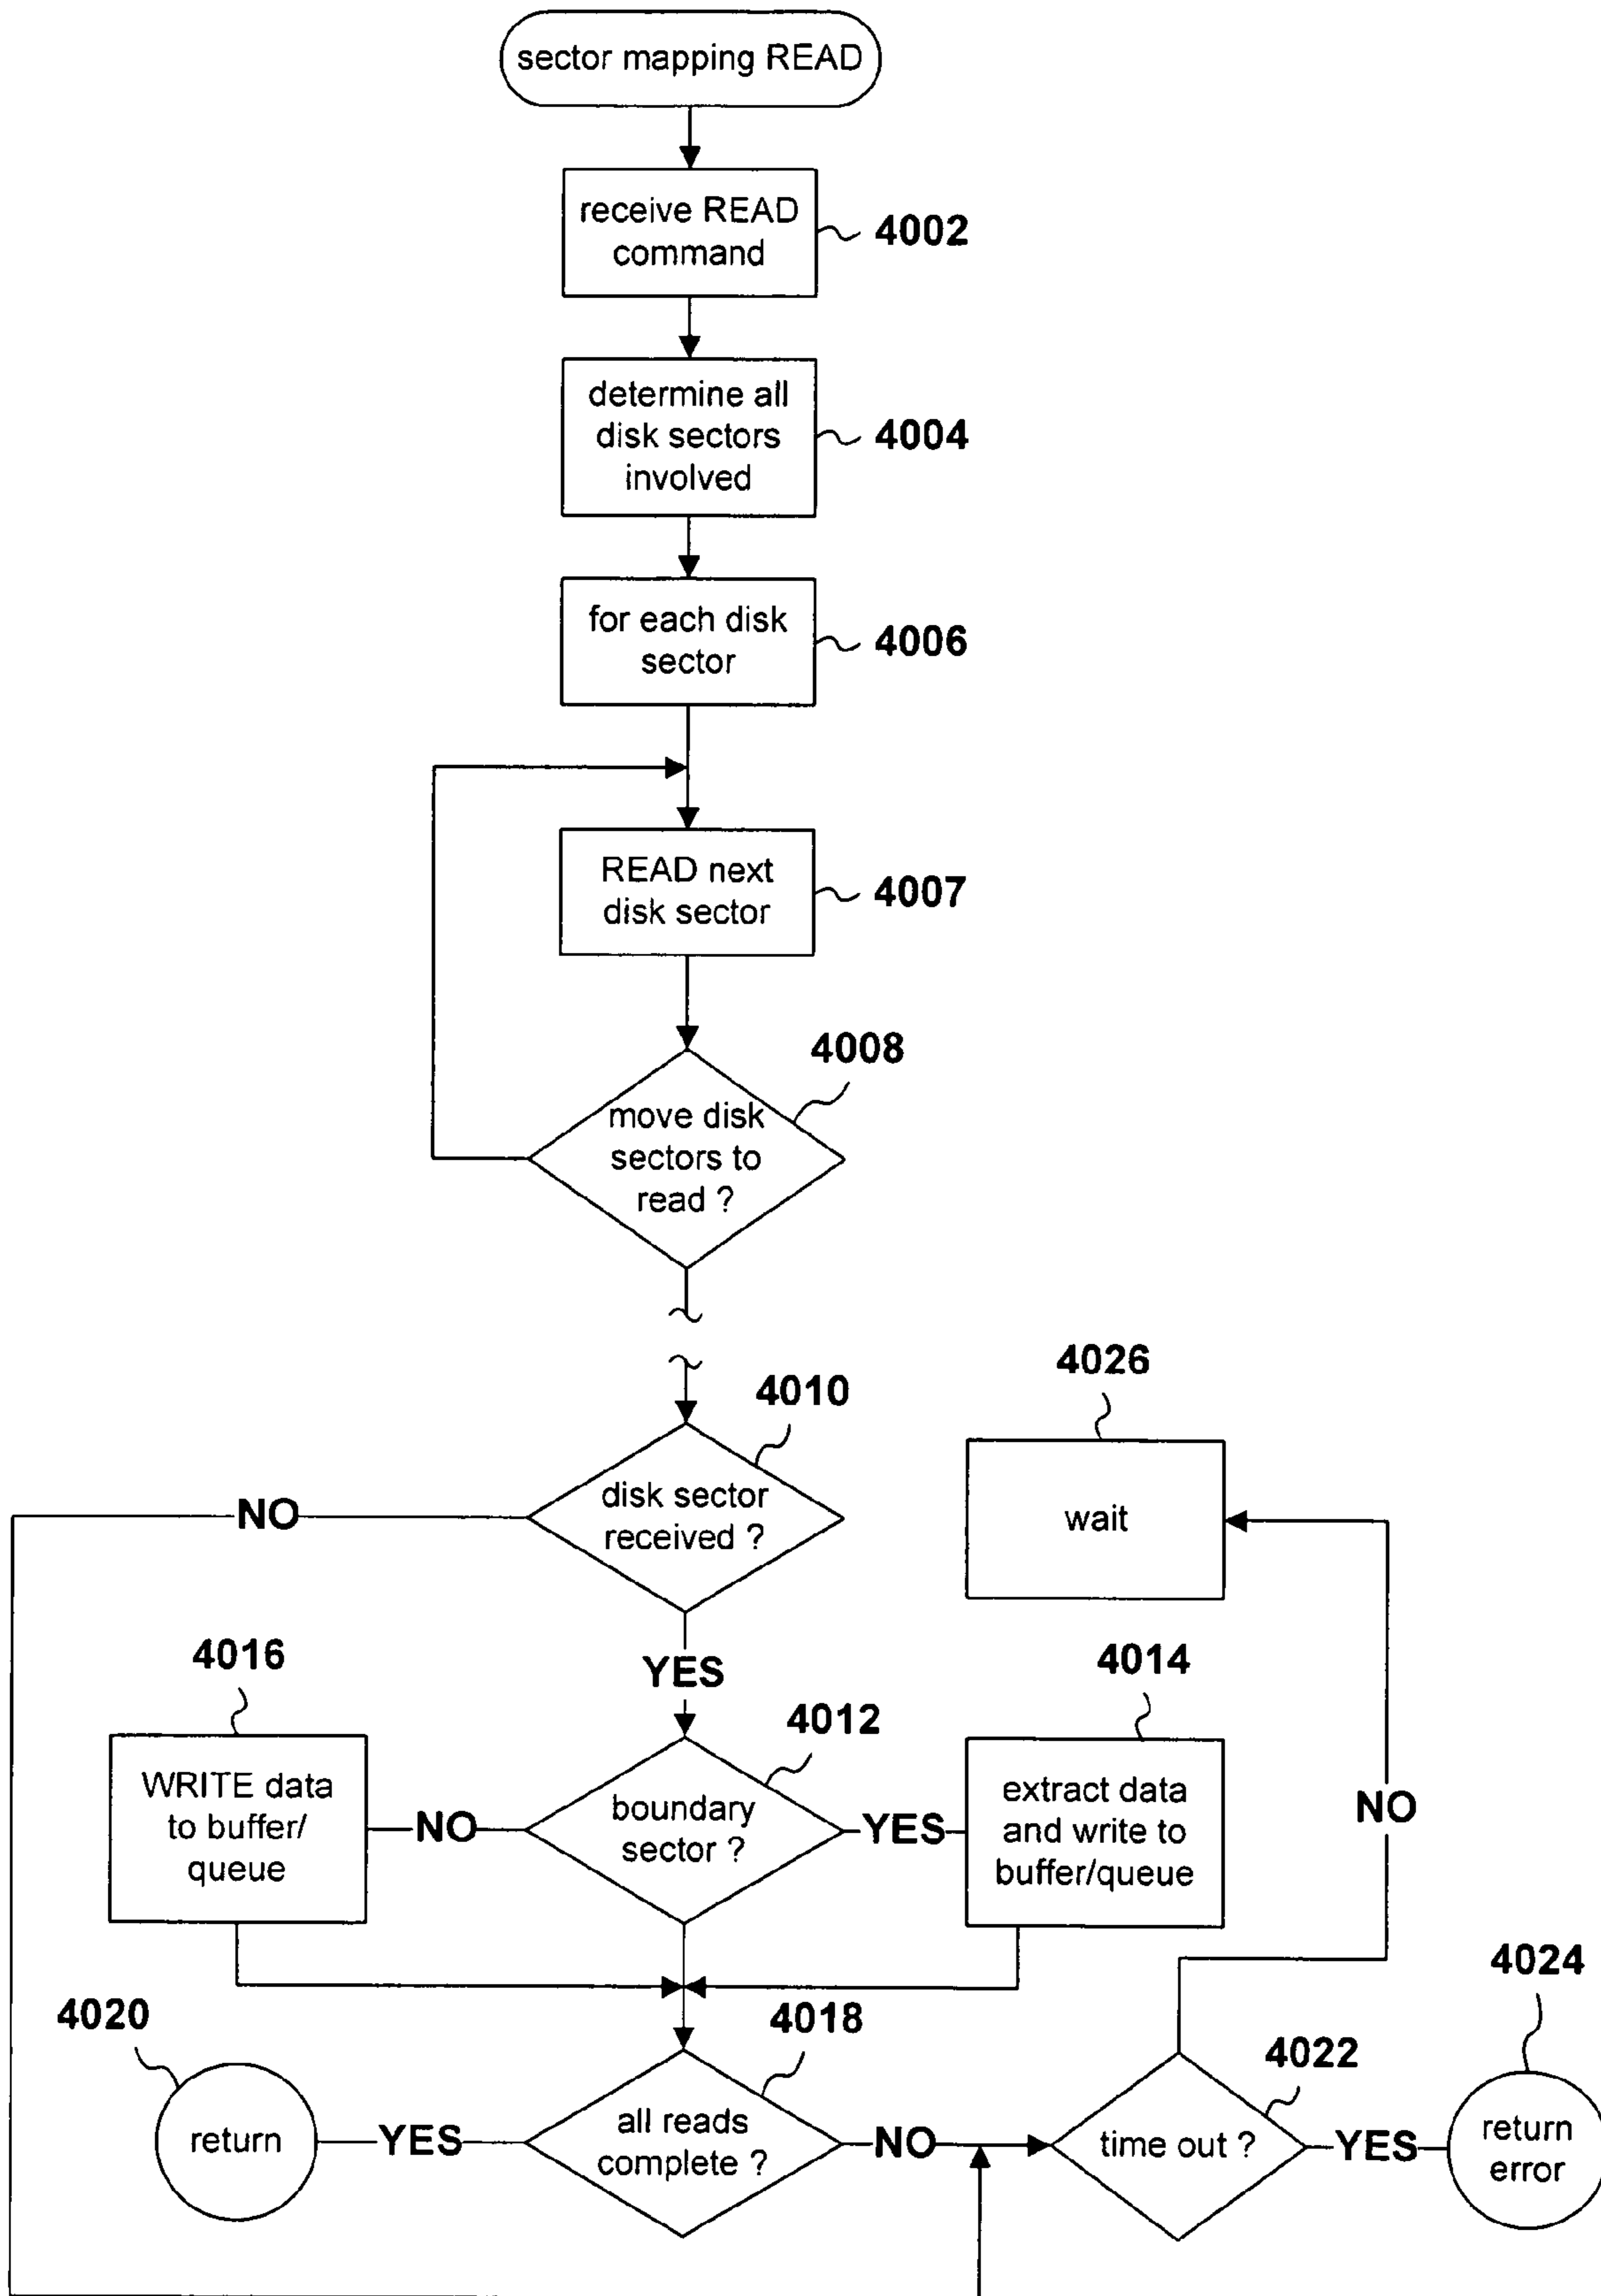 sector mapping READ
receive READ
command
4002
determine all
disk sectors
involved
4004
for each disk
sector
4006
READ next
disk sector
4007
4008
move disk
sectors to
read ?
4010
disk sector
received ?
NO
YES
4026
wait
4016
WRITE data
to buffer/
queue
NO
4012
boundary
sector ?
YES
4014
extract data
and write to
buffer/queue
NO
4020
return
YES
4018
all reads
complete ?
NO
4022
time out ?
YES
4024
return
error